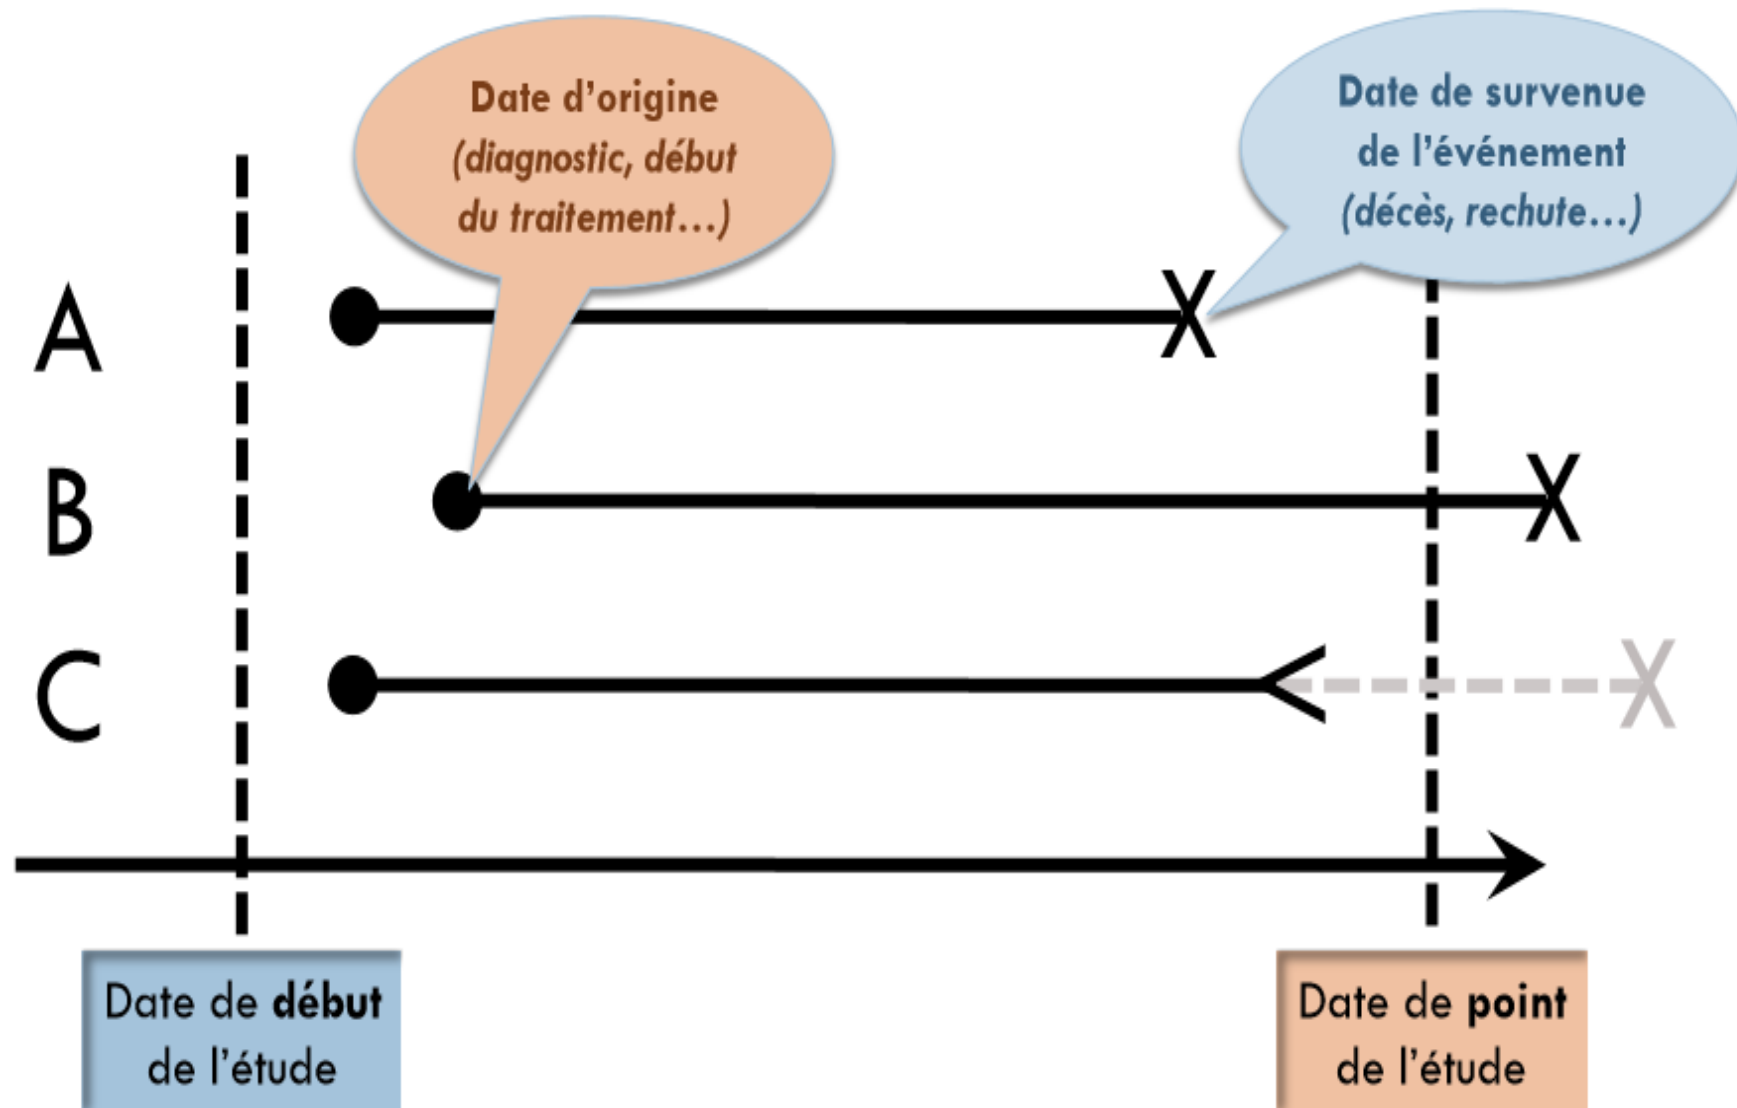 Date d’origine
(diagnostic, début
du traitement...)
Date de survenue
de l’événement
(décès, rechute...)
A
X
B
X
C
X
Date de début
de l’étude
Date de point
de l’étude